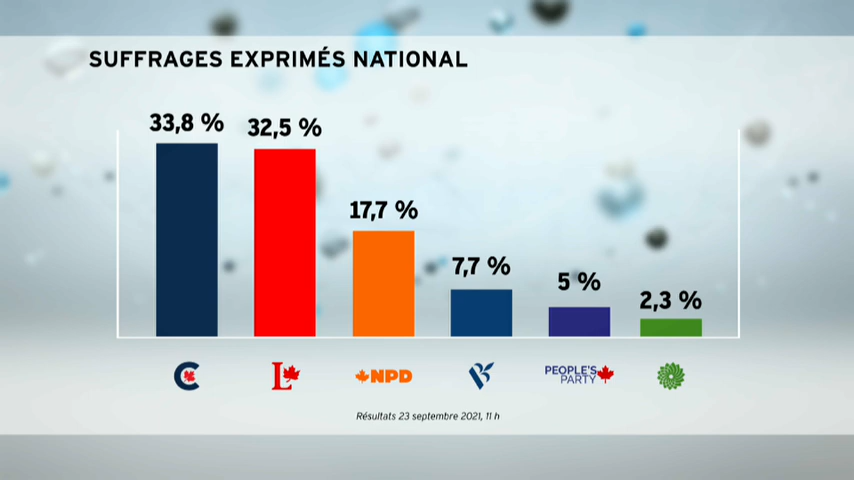 SUFFRAGES EXPRIMÉS NATIONAL
33,8 %
32,5 %
17,7 %
7,7 %
5 %
2,3 %
C
L
NPD
B
PEOPLE'S
PARTY
Résultats 23 septembre 2021, 11 h